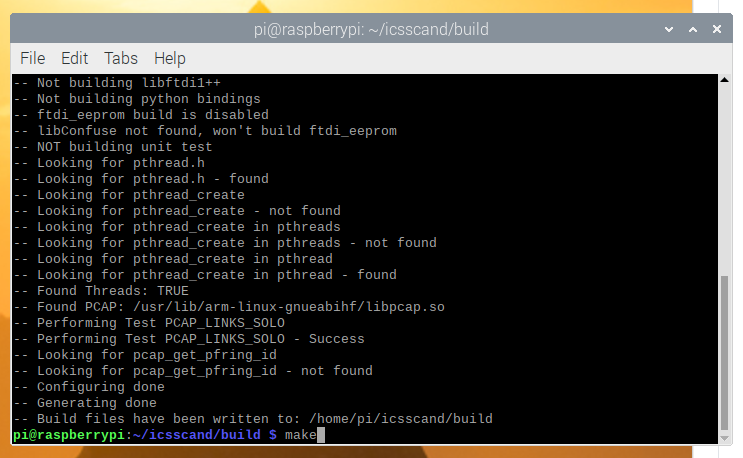 pi@raspberrypi: ~/icsscand/build
File Edit Tabs Help
-- Not building libftdi1++
-- Not building python bindings
-- ftdi_eeprom build is disabled
-- libConfuse not found, won't build ftdi_eeprom
-- NOT building unit test
-- Looking for pthread.h
-- Looking for pthread.h - found
-- Looking for pthread_create
-- Looking for pthread_create - not found
-- Looking for pthread_create in pthreads
-- Looking for pthread_create in pthreads - not found
-- Looking for pthread_create in pthread
-- Looking for pthread_create in pthread - found
-- Found Threads: TRUE
-- Found PCAP: /usr/lib/arm-linux-gnueabihf/libpcap.so
-- Performing Test PCAP_LINKS_SOLO
-- Performing Test PCAP_LINKS_SOLO - Success
-- Looking for pcap_get_pfring_id
-- Looking for pcap_get_pfring_id - not found
-- Configuring done
-- Generating done
-- Build files have been written to: /home/pi/icsscand/build
pi@raspberrypi:~/icsscand/build $ make